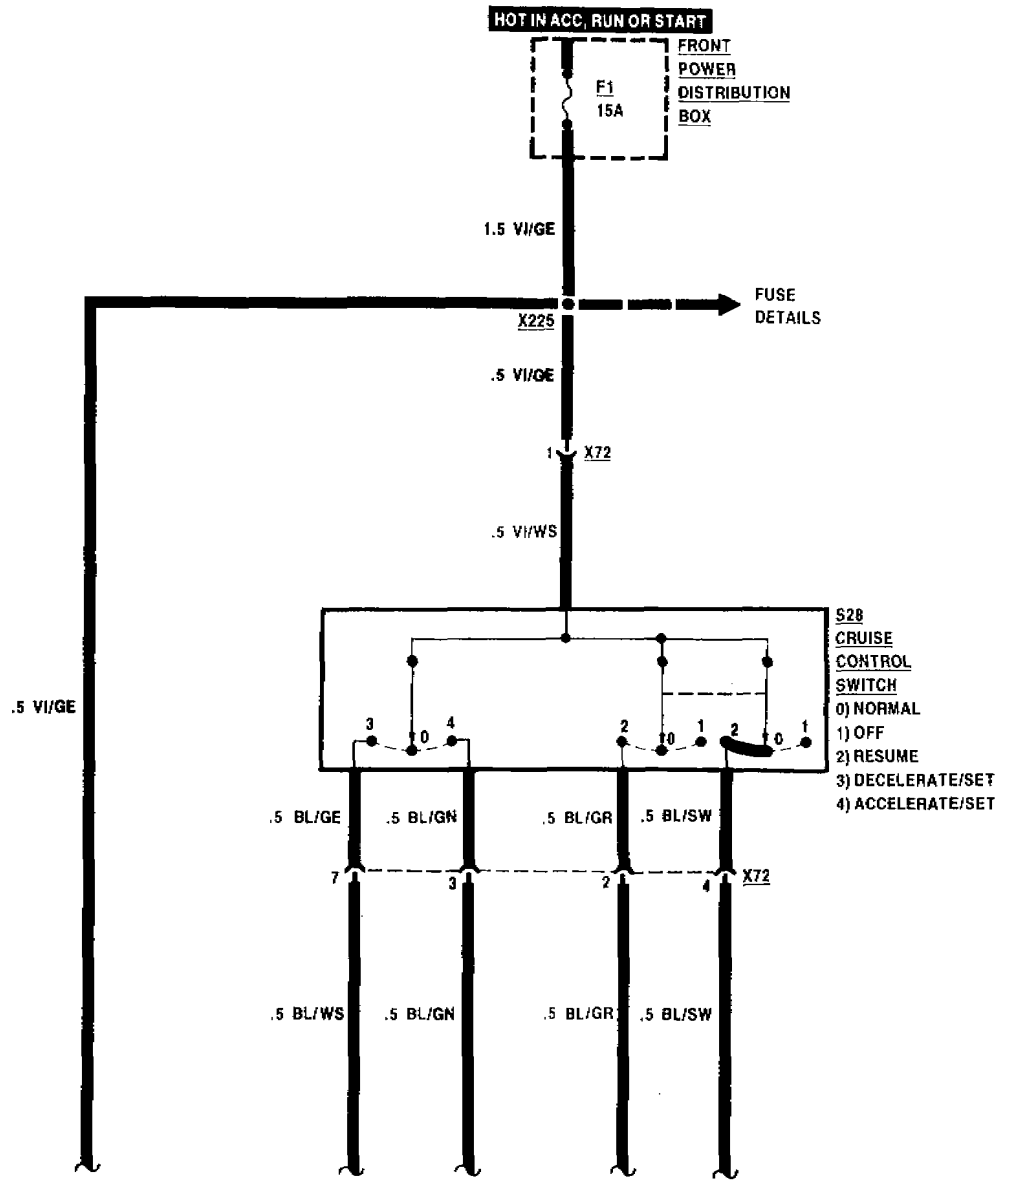 HOT IN ACC, RUN OR START
FRONT
POWER
DISTRIBUTION
BOX
F1
15A
1.5 VI/GE
FUSE
DETAILS
X225
.5 VI/GE
1
X72
.5 VI/WS
S28
CRUISE
CONTROL
SWITCH
0) NORMAL
1) OFF
2) RESUME
3) DECELERATE/SET
4) ACCELERATE/SET
.5 VI/GE
3 0 4 2 0 1 2 0 1
.5 BL/GE .5 BL/GN .5 BL/GR .5 BL/SW
7 3 2 4 X72
.5 BL/WS .5 BL/GN .5 BL/GR .5 BL/SW